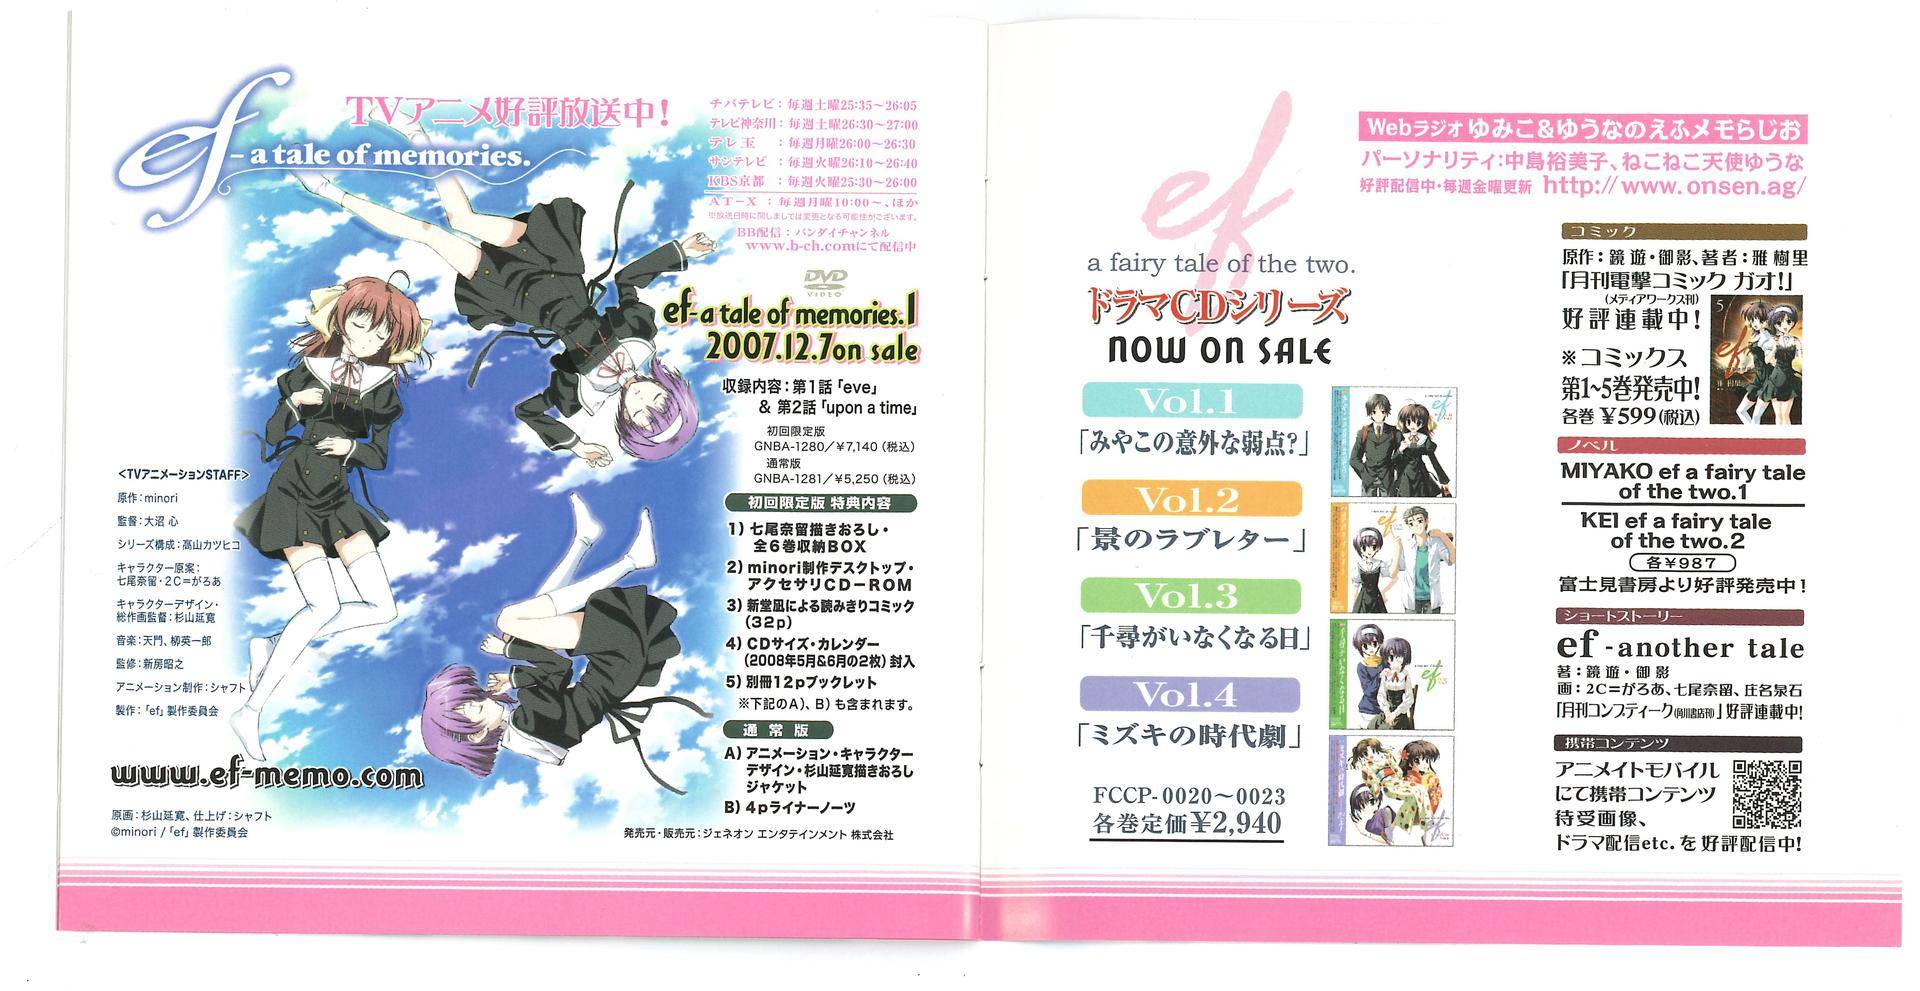 ef - a tale of memories.
TVアニメ好評放送中!
チバテレビ:毎週土曜25:35～26:05
テレビ神奈川:毎週土曜26:30～27:00
テレ玉 :毎週月曜26:00～26:30
サンテレビ :毎週火曜26:10～26:40
KBS京都 :毎週火曜25:30～26:00
AT-X :毎週月曜10:00～、ほか
※放送日時に関しましては変更となる可能性がございます。
BB配信:バンダイチャンネル
www.b-ch.comにて配信中
DVD
VIDEO
ef - a tale of memories.1
2007.12.7on sale
収録内容:第1話「eve」
& 第2話「upon a time」
初回限定版
GNBA-1280/¥7,140(税込)
通常版
GNBA-1281/¥5,250(税込)
初回限定版 特典内容
1)七尾奈留描きおろし・
全6巻収納BOX
2)minori制作デスクトップ・
アクセサリCD-ROM
3)新堂凪による読みきりコミック
(32p)
4)CDサイズ・カレンダー
(2008年5月&6月の2枚)封入
5)別冊12pブックレット
※下記のA)、B)も含まれます。
通常版
A)アニメーション・キャラクター
デザイン・杉山延寛描きおろし
ジャケット
B)4pライナーノーツ
発売元・販売元:ジェネオン エンタテインメント 株式会社
<TVアニメーションSTAFF>
原作:minori
監督:大沼 心
シリーズ構成:高山カツヒコ
キャラクター原案:
七尾奈留・2C=がろあ
キャラクターデザイン・
総作画監督:杉山延寛
音楽:天門、柳英一郎
監修:新房昭之
アニメーション制作:シャフト
製作:「ef」製作委員会
www.ef-memo.com
原画:杉山延寛、仕上げ:シャフト
©minori/「ef」製作委員会
ef
a fairy tale of the two.
ドラマCDシリーズ
NOW ON SALE
Vol.1
「みやこの意外な弱点?」
Vol.2
「景のラブレター」
Vol.3
「千尋がいなくなる日」
Vol.4
「ミズキの時代劇」
FCCP-0020～0023
各巻定価¥2,940
Webラジオ ゆみこ&ゆうなのえふメモらじお
パーソナリティ:中島裕美子、ねこねこ天使ゆうな
好評配信中・毎週金曜更新 http://www.onsen.ag/
コミック
原作:鏡 遊・御影、著者:雅 樹里
「月刊電撃コミック ガオ!」
(メディアワークス刊)
好評連載中!
※コミックス
第1~5巻発売中!
各巻 ¥599(税込)
ノベル
MIYAKO ef a fairy tale
of the two.1
KEI ef a fairy tale
of the two.2
各¥987
富士見書房より好評発売中!
ショートストーリー
ef -another tale
著:鏡 遊・御 影
画:2C=がろあ、七尾奈留、庄名泉石
「月刊コンプティーク(角川書店刊)」好評連載中!
携帯コンテンツ
アニメイトモバイル
にて携帯コンテンツ
待受画像、
ドラマ配信etc.を好評配信中!